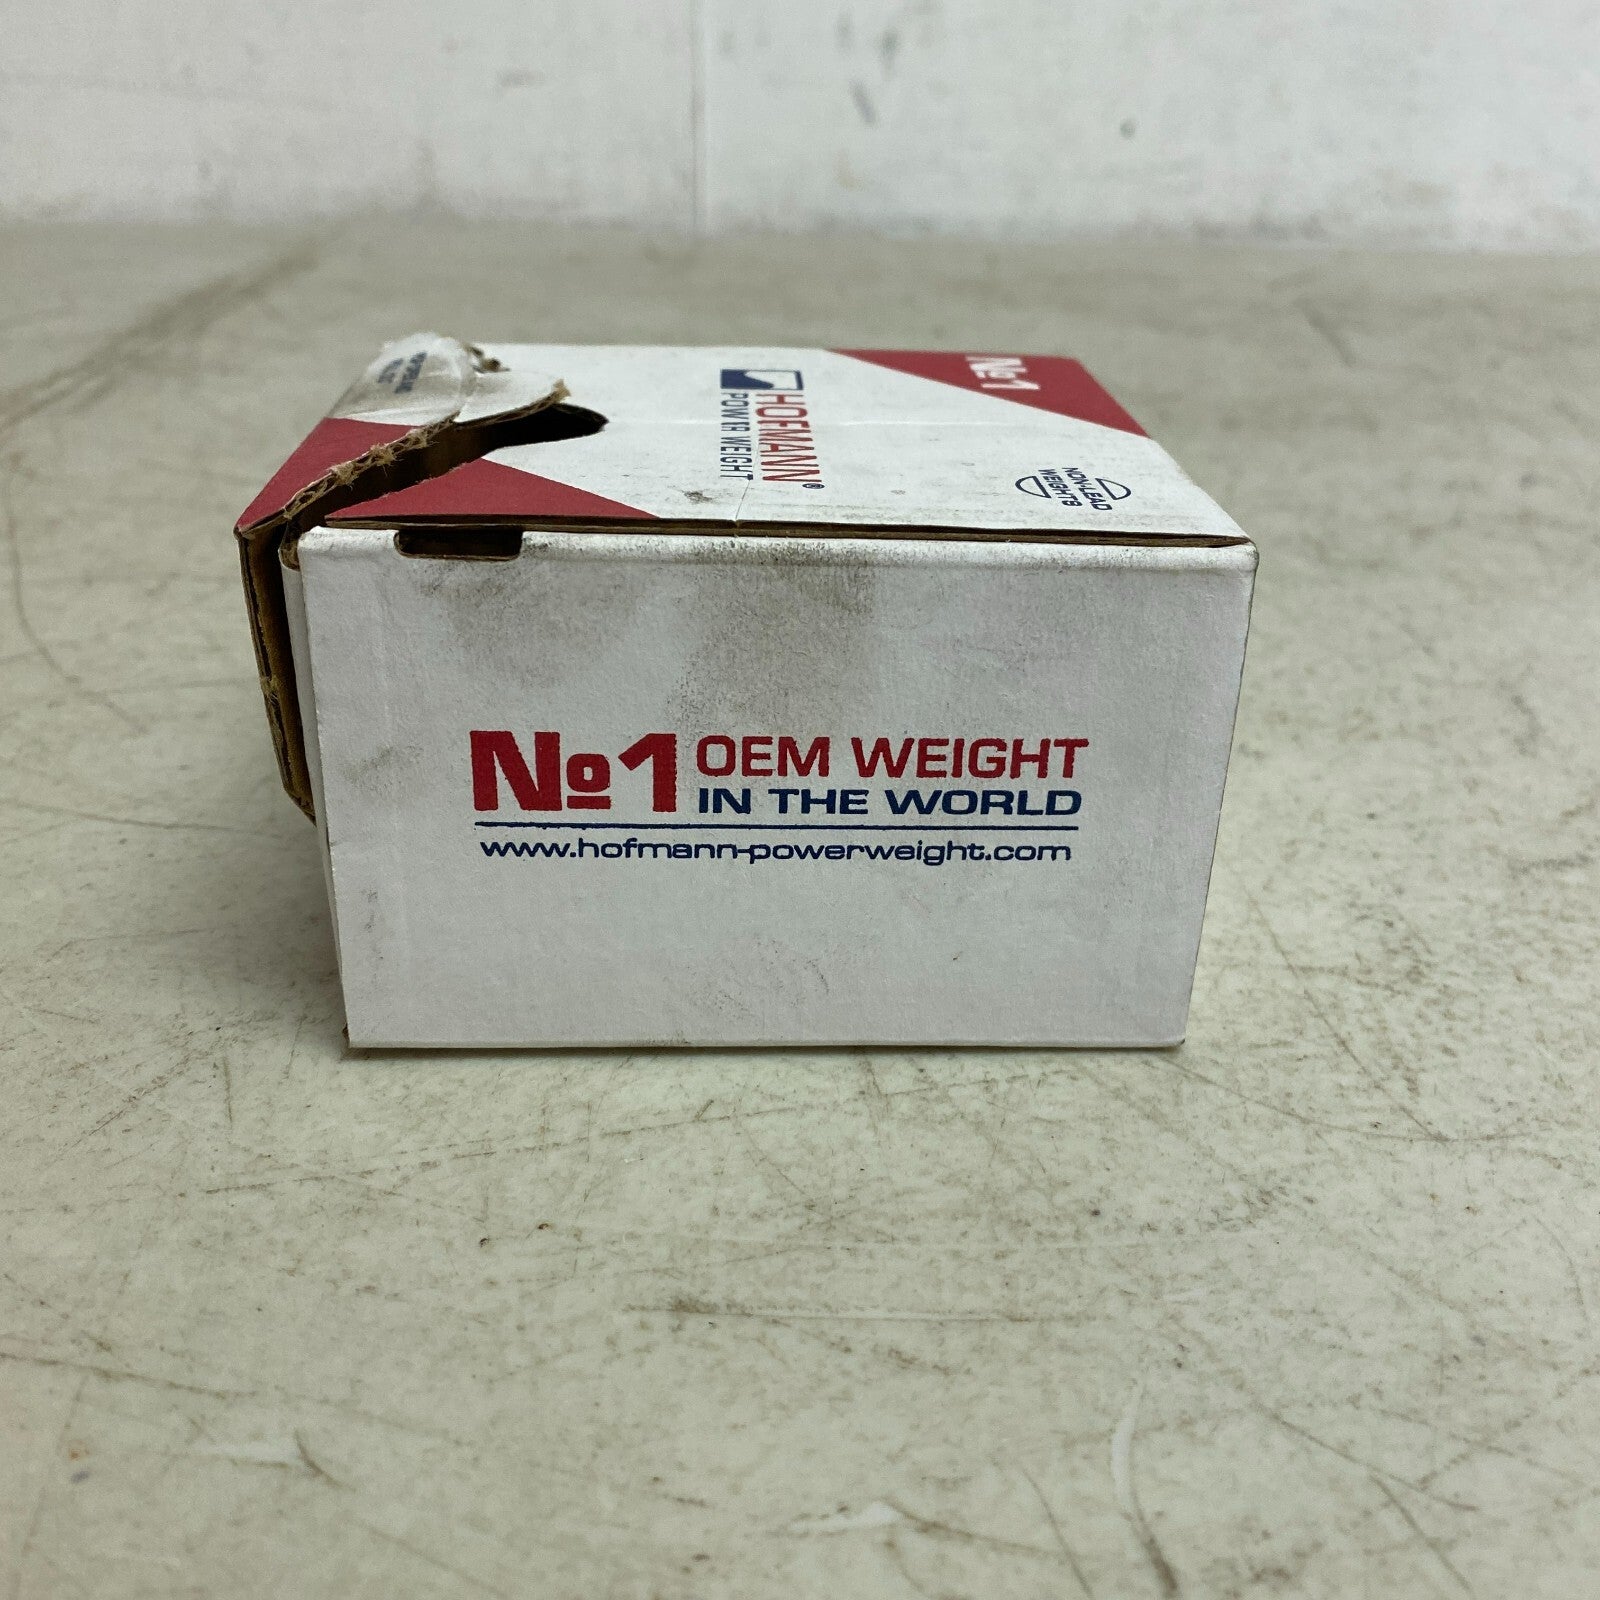 No1
HOFMANN®
POWER WEIGHT
NON-LEAD
WEIGHTS
No1 OEM WEIGHT
IN THE WORLD
www.hofmann-powerweight.com